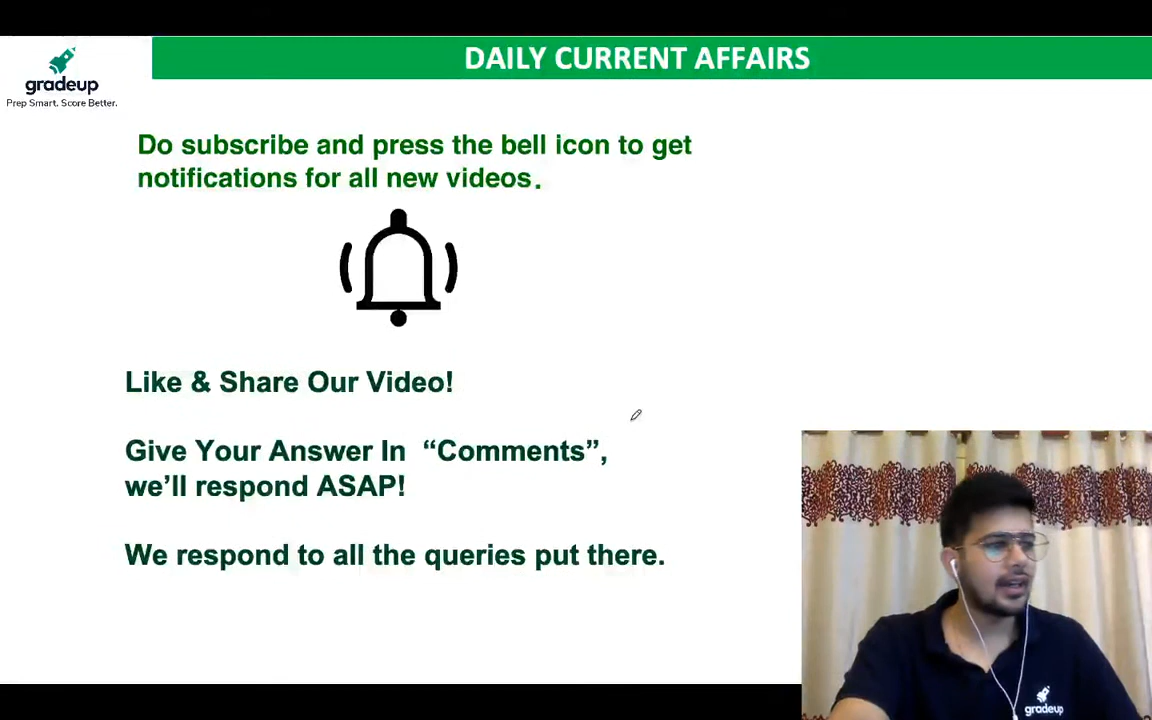 DAILY CURRENT AFFAIRS
gradeup
Prep Smart. Score Better.
Do subscribe and press the bell icon to get
notifications for all new videos.
Like & Share Our Video!
Give Your Answer In “Comments”,
we’ll respond ASAP!
We respond to all the queries put there.
gradeup